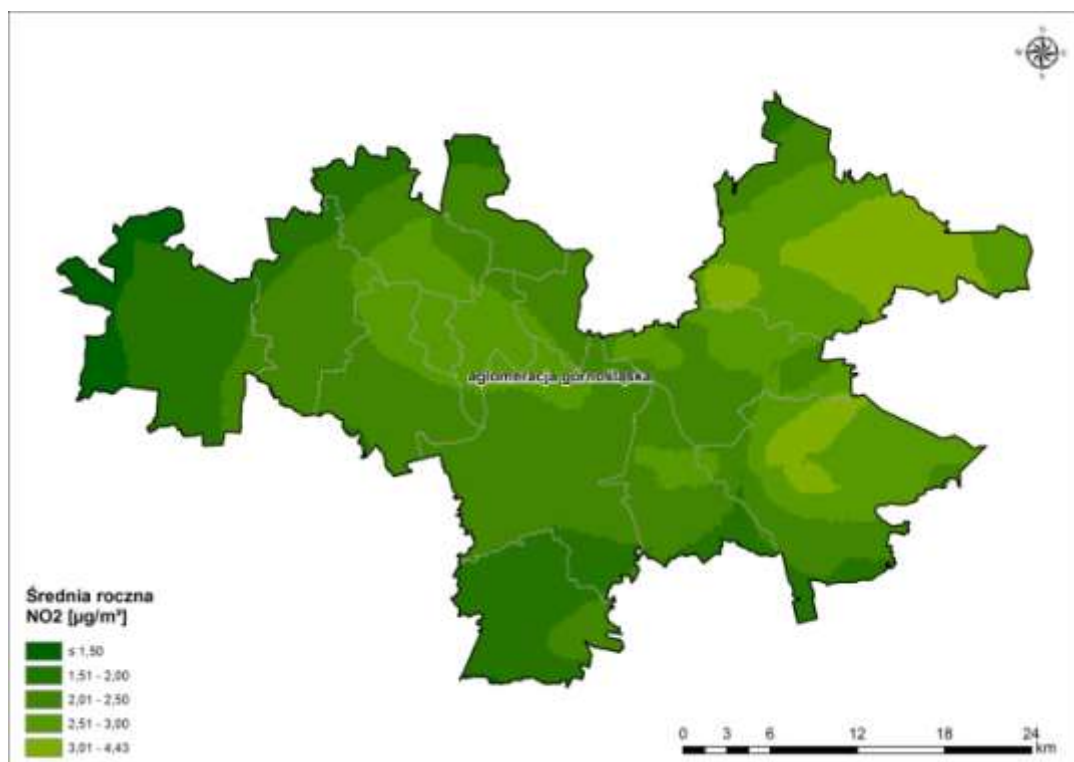 aglomeracja górnośląska
Średnia roczna
NO2 [µg/m³]
≤ 1,50
1,51 - 2,00
2,01 - 2,50
2,51 - 3,00
3,01 - 4,43
0 3 6 12 18 24
km